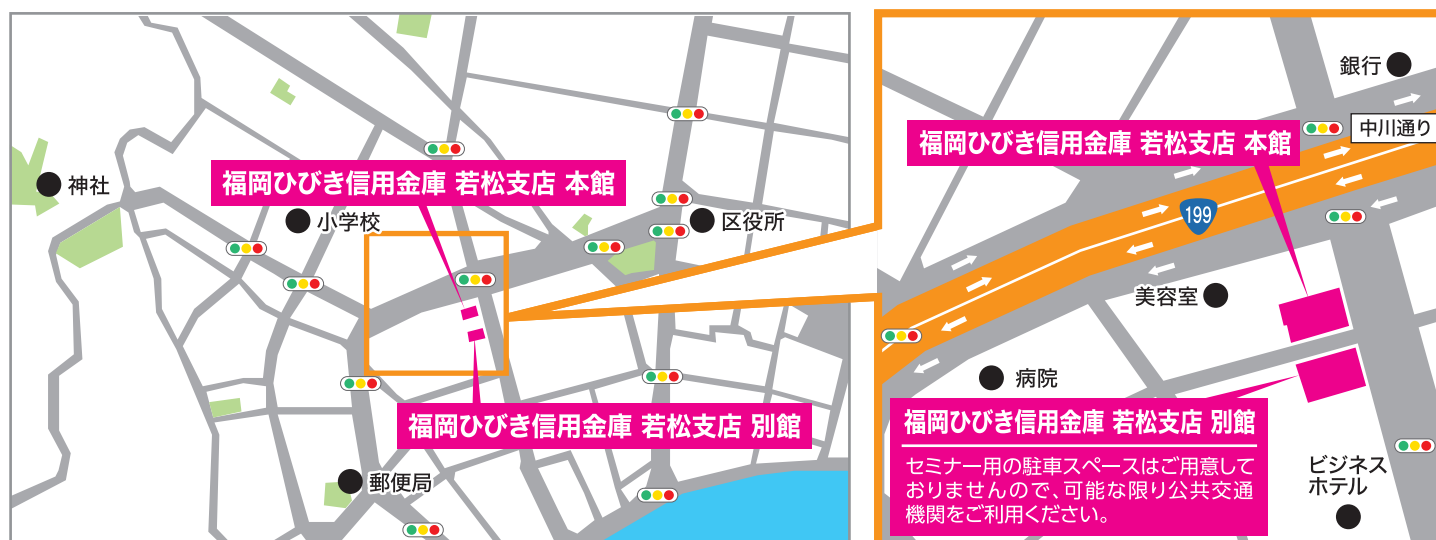 福岡ひびき信用金庫 若松支店 本館
神社
小学校
区役所
福岡ひびき信用金庫 若松支店 別館
郵便局
銀行
中川通り
福岡ひびき信用金庫 若松支店 本館
199
美容室
病院
福岡ひびき信用金庫 若松支店 別館
セミナー用の駐車スペースはご用意して
おりませんので、可能な限り公共交通
機関をご利用ください。
ビジネス
ホテル